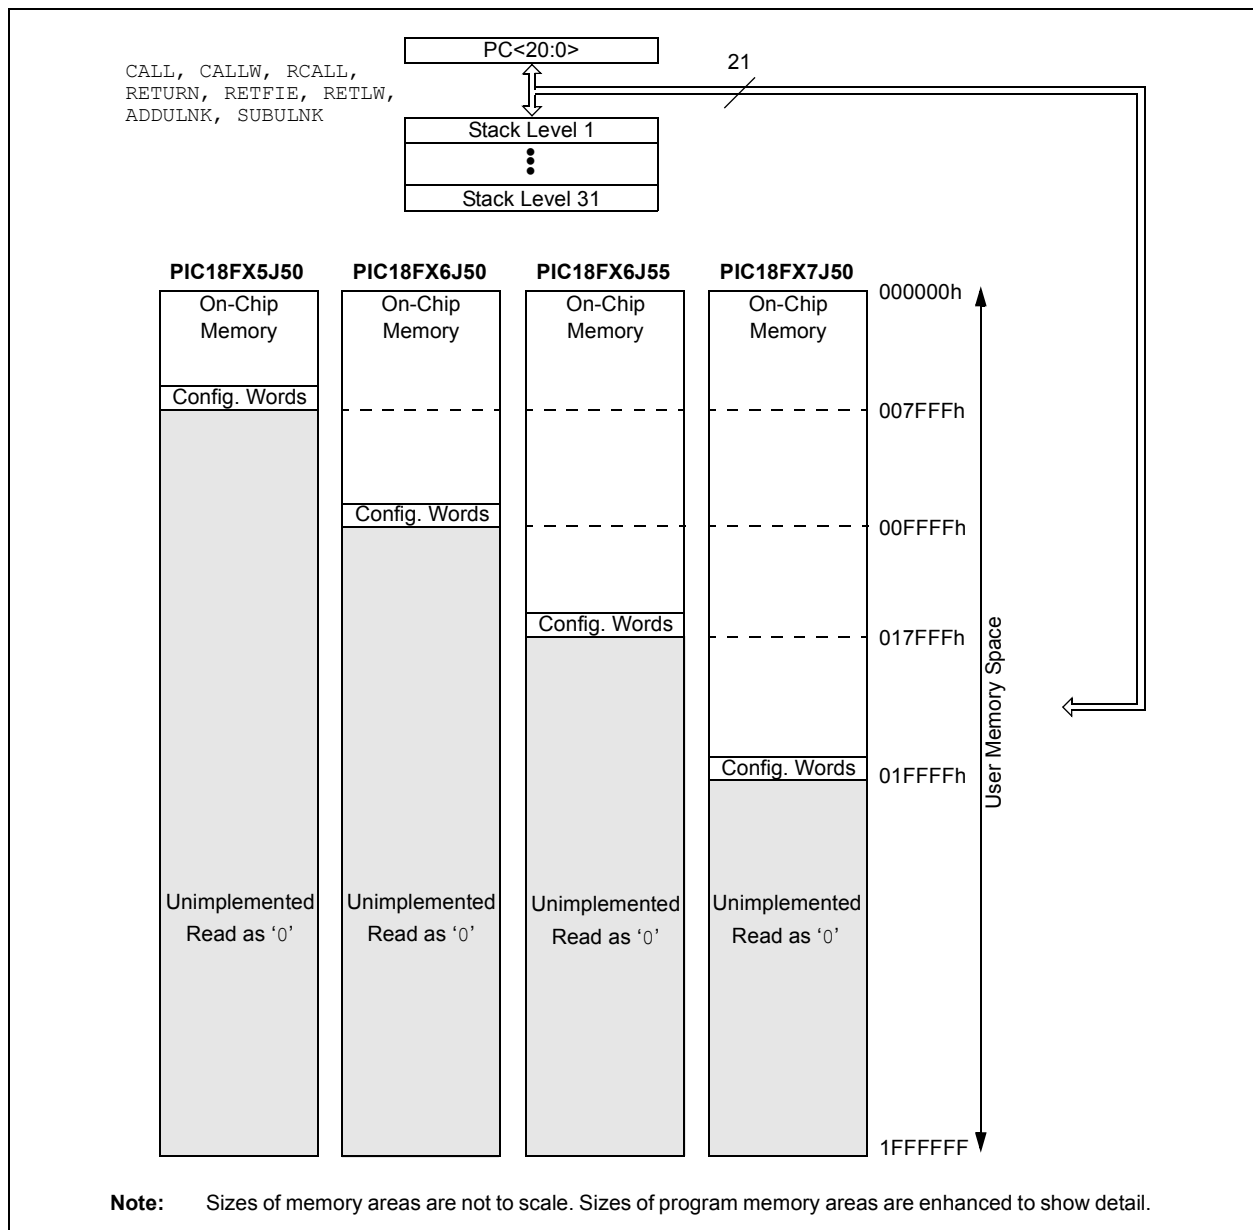 PC<20:0>
21
CALL, CALLW, RCALL,
RETURN, RETFIE, RETLW,
ADDULNK, SUBULNK
Stack Level 1
Stack Level 31
PIC18FX5J50
PIC18FX6J50
PIC18FX6J55
PIC18FX7J50
On-Chip
Memory
On-Chip
Memory
On-Chip
Memory
On-Chip
Memory
000000h
Config. Words
007FFFh
Config. Words
00FFFFh
Config. Words
017FFFh
Config. Words
01FFFFh
User Memory Space
Unimplemented
Read as ‘0’
Unimplemented
Read as ‘0’
Unimplemented
Read as ‘0’
Unimplemented
Read as ‘0’
1FFFFFF
Note: Sizes of memory areas are not to scale. Sizes of program memory areas are enhanced to show detail.